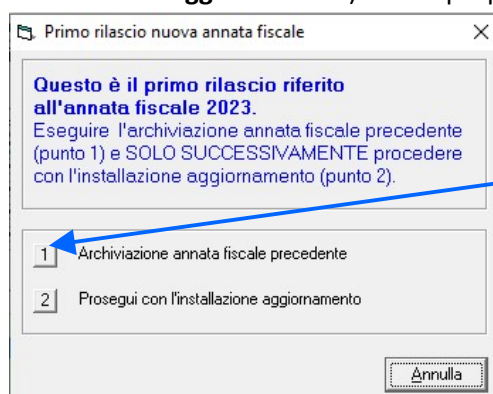 Primo rilascio nuova annata fiscale
Questo è il primo rilascio riferito
all'annata fiscale 2023.
Eseguire l'archiviazione annata fiscale precedente
(punto 1) e SOLO SUCCESSIVAMENTE procedere
con l'installazione aggiornamento (punto 2).
1 Archiviazione annata fiscale precedente
2 Prosegui con l'installazione aggiornamento
Annulla